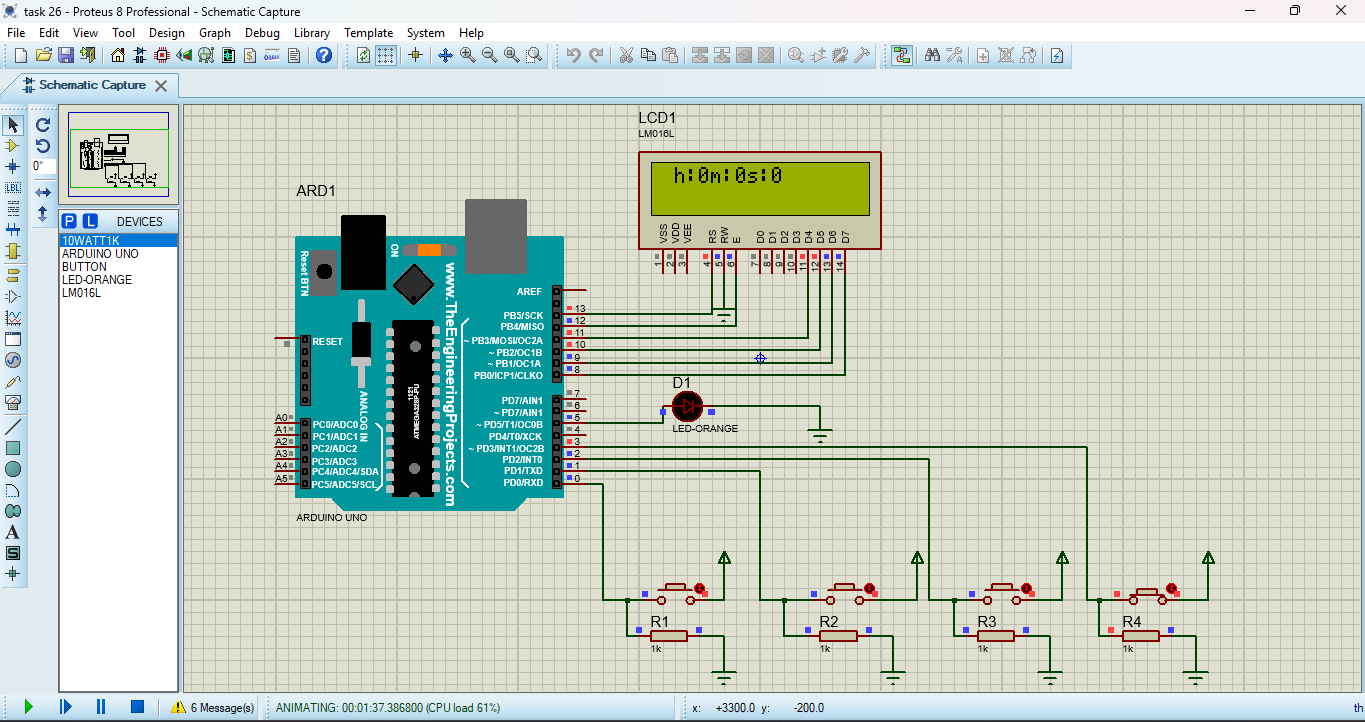 task 26 - Proteus 8 Professional - Schematic Capture
File Edit View Tool Design Graph Debug Library Template System Help
Schematic Capture
0°
LBL
P L DEVICES
10WATT1K
ARDUINO UNO
BUTTON
LED-ORANGE
LM016L
A
S
LCD1
LM016L
h:0m:0s:0
VSS VDD VEE RS RW E D0 D1 D2 D3 D4 D5 D6 D7
1 2 3 4 5 6 7 8 9 10 11 12 13 14
ARD1
Reset BTN
ON
www.TheEngineeringProjects.com
ANALOG IN
1121
ATMEGA328P-PU
AREF
PB5/SCK 13
PB4/MISO 12
~ PB3/MOSI/OC2A 11
~ PB2/OC1B 10
~ PB1/OC1A 9
PB0/ICP1/CLKO 8
RESET
PD7/AIN1 7
~ PD7/AIN1 6
~ PD5/T1/OC0B 5
PD4/T0/XCK 4
~ PD3/INT1/OC2B 3
PD2/INT0 2
PD1/TXD 1
PD0/RXD 0
A0 PC0/ADC0
A1 PC1/ADC1
A2 PC2/ADC2
A3 PC3/ADC3
A4 PC4/ADC4/SDA
A5 PC5/ADC5/SCL
ARDUINO UNO
D1
LED-ORANGE
R1
1k
R2
1k
R3
1k
R4
1k
6 Message(s) ANIMATING: 00:01:37.386800 (CPU load 61%) x: +3300.0 y: -200.0 th